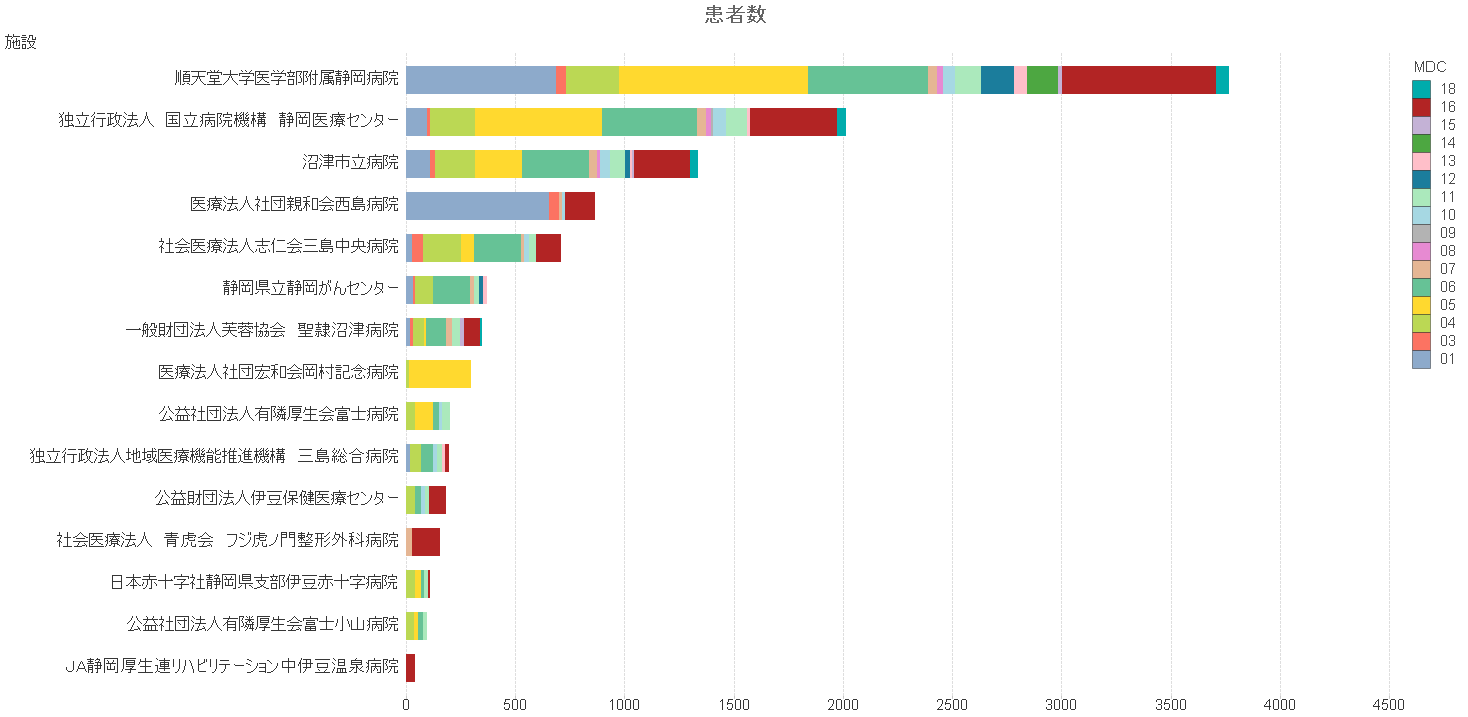 患者数
施設
順天堂大学医学部附属静岡病院
独立行政法人　国立病院機構　静岡医療センター
沼津市立病院
医療法人社団親和会西島病院
社会医療法人志仁会三島中央病院
静岡県立静岡がんセンター
一般財団法人芙蓉協会　聖隷沼津病院
医療法人社団宏和会岡村記念病院
公益社団法人有隣厚生会富士病院
独立行政法人地域医療機能推進機構　三島総合病院
公益財団法人伊豆保健医療センター
社会医療法人　青虎会　フジ虎ノ門整形外科病院
日本赤十字社静岡県支部伊豆赤十字病院
公益社団法人有隣厚生会富士小山病院
JA静岡厚生連リハビリテーション中伊豆温泉病院
0 500 1000 1500 2000 2500 3000 3500 4000 4500
MDC
18
16
15
14
13
12
11
10
09
08
07
06
05
04
03
01